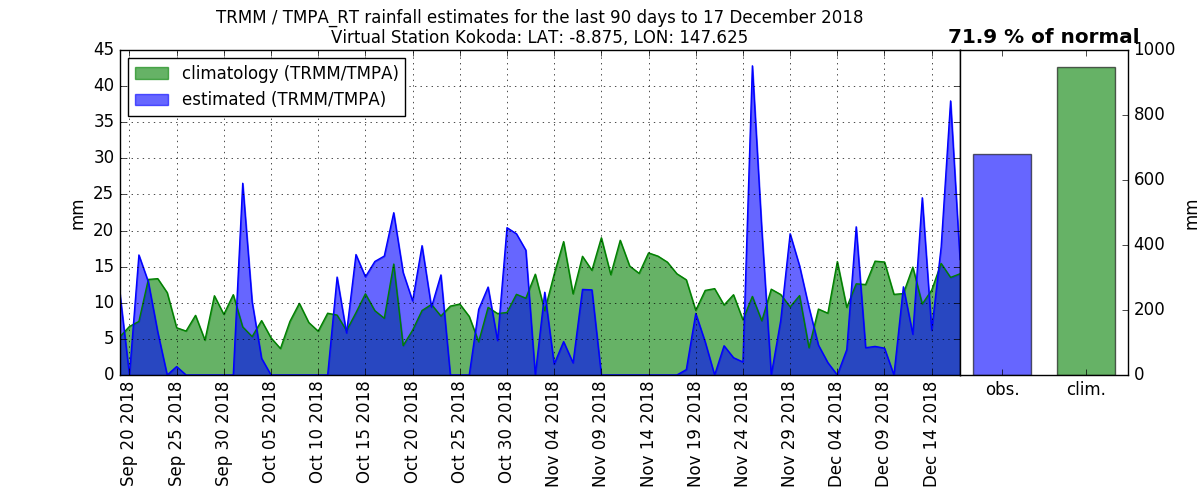 TRMM / TMPA_RT rainfall estimates for the last 90 days to 17 December 2018
Virtual Station Kokoda: LAT: -8.875, LON: 147.625
71.9 % of normal
climatology (TRMM/TMPA)
estimated (TRMM/TMPA)
45
40
35
30
25
20
15
10
5
0
mm
Sep 20 2018
Sep 25 2018
Sep 30 2018
Oct 05 2018
Oct 10 2018
Oct 15 2018
Oct 20 2018
Oct 25 2018
Oct 30 2018
Nov 04 2018
Nov 09 2018
Nov 14 2018
Nov 19 2018
Nov 24 2018
Nov 29 2018
Dec 04 2018
Dec 09 2018
Dec 14 2018
obs.
clim.
1000
800
600
400
200
0
mm